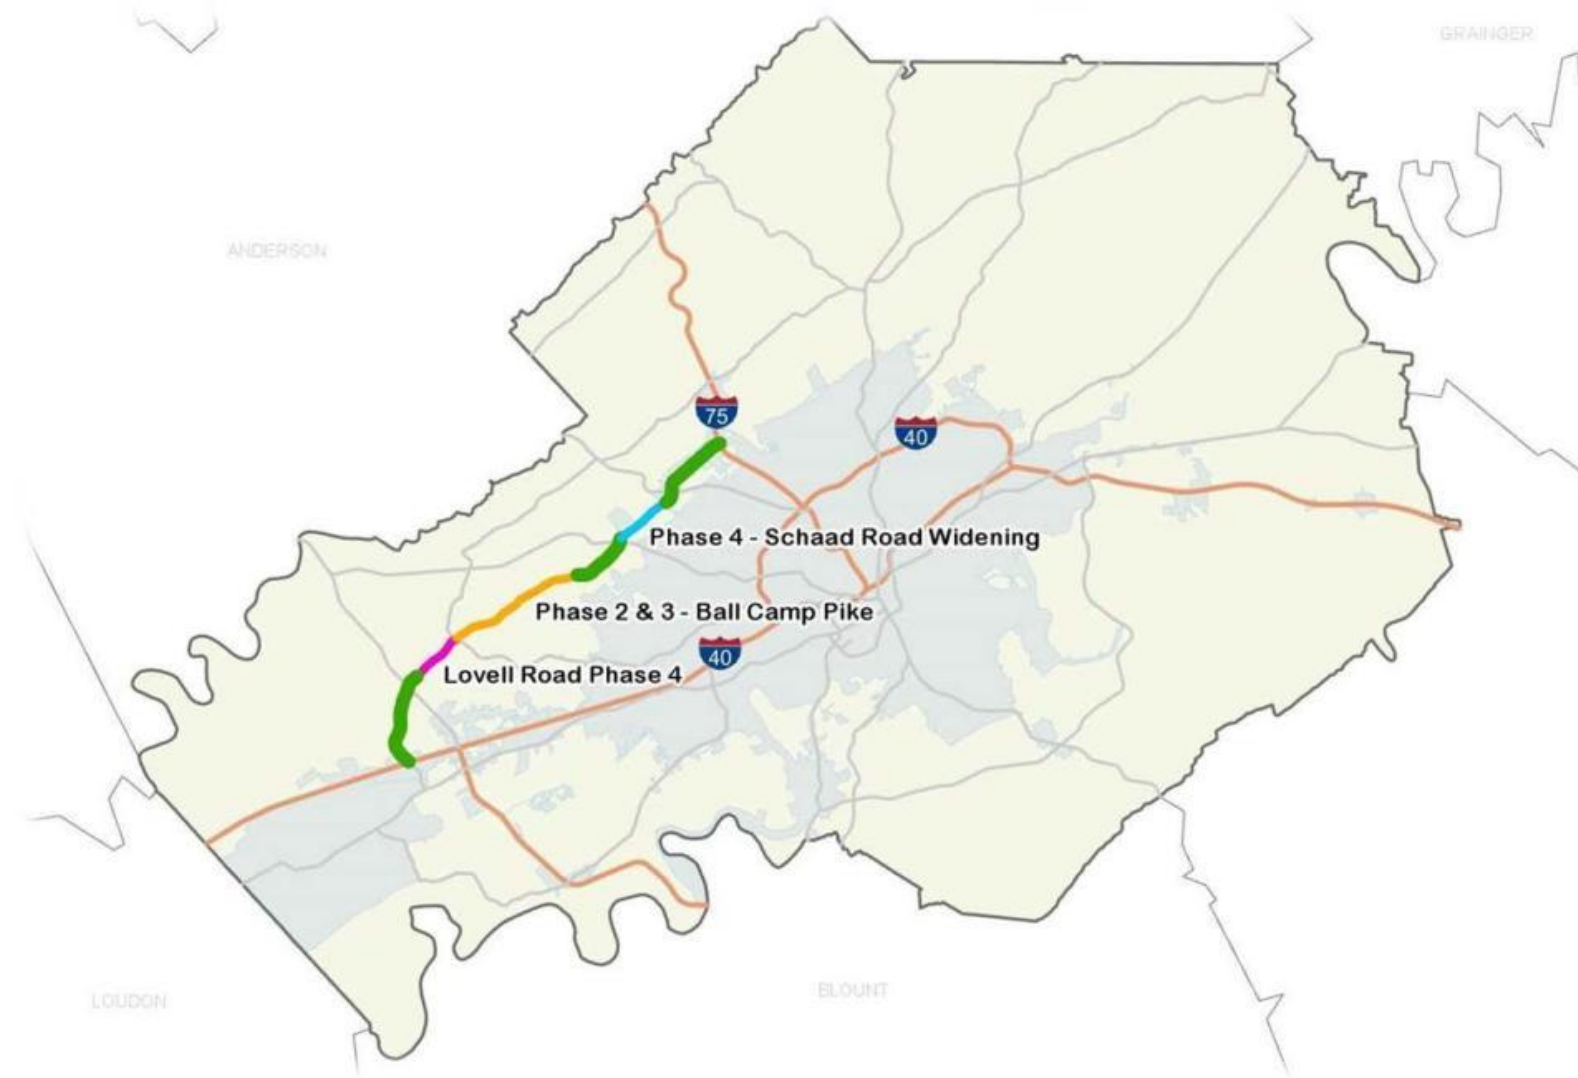 GRAINGER
ANDERSON
75
40
Phase 4 - Schaad Road Widening
Phase 2 & 3 - Ball Camp Pike
40
Lovell Road Phase 4
BLOUNT
LOUDON